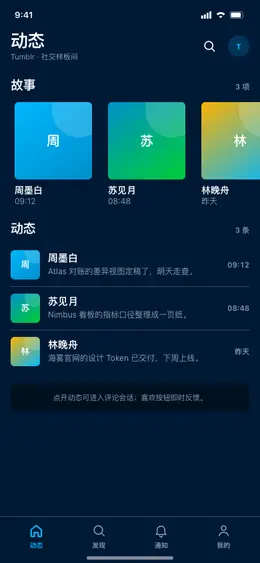 9:41
动态
Tumblr · 社交样板间
T
故事
3 项
周
苏
林
周墨白
苏见月
林晚舟
09:12
08:48
昨天
动态
3 条
周
周墨白
Atlas 对账的差异视图定稿了，明天走查。
09:12
苏
苏见月
Nimbus 看板的指标口径整理成一页纸。
08:48
林
林晚舟
海雾官网的设计 Token 已交付，下周上线。
昨天
点开动态可进入评论会话；喜欢按钮即时反馈。
动态
发现
通知
我的